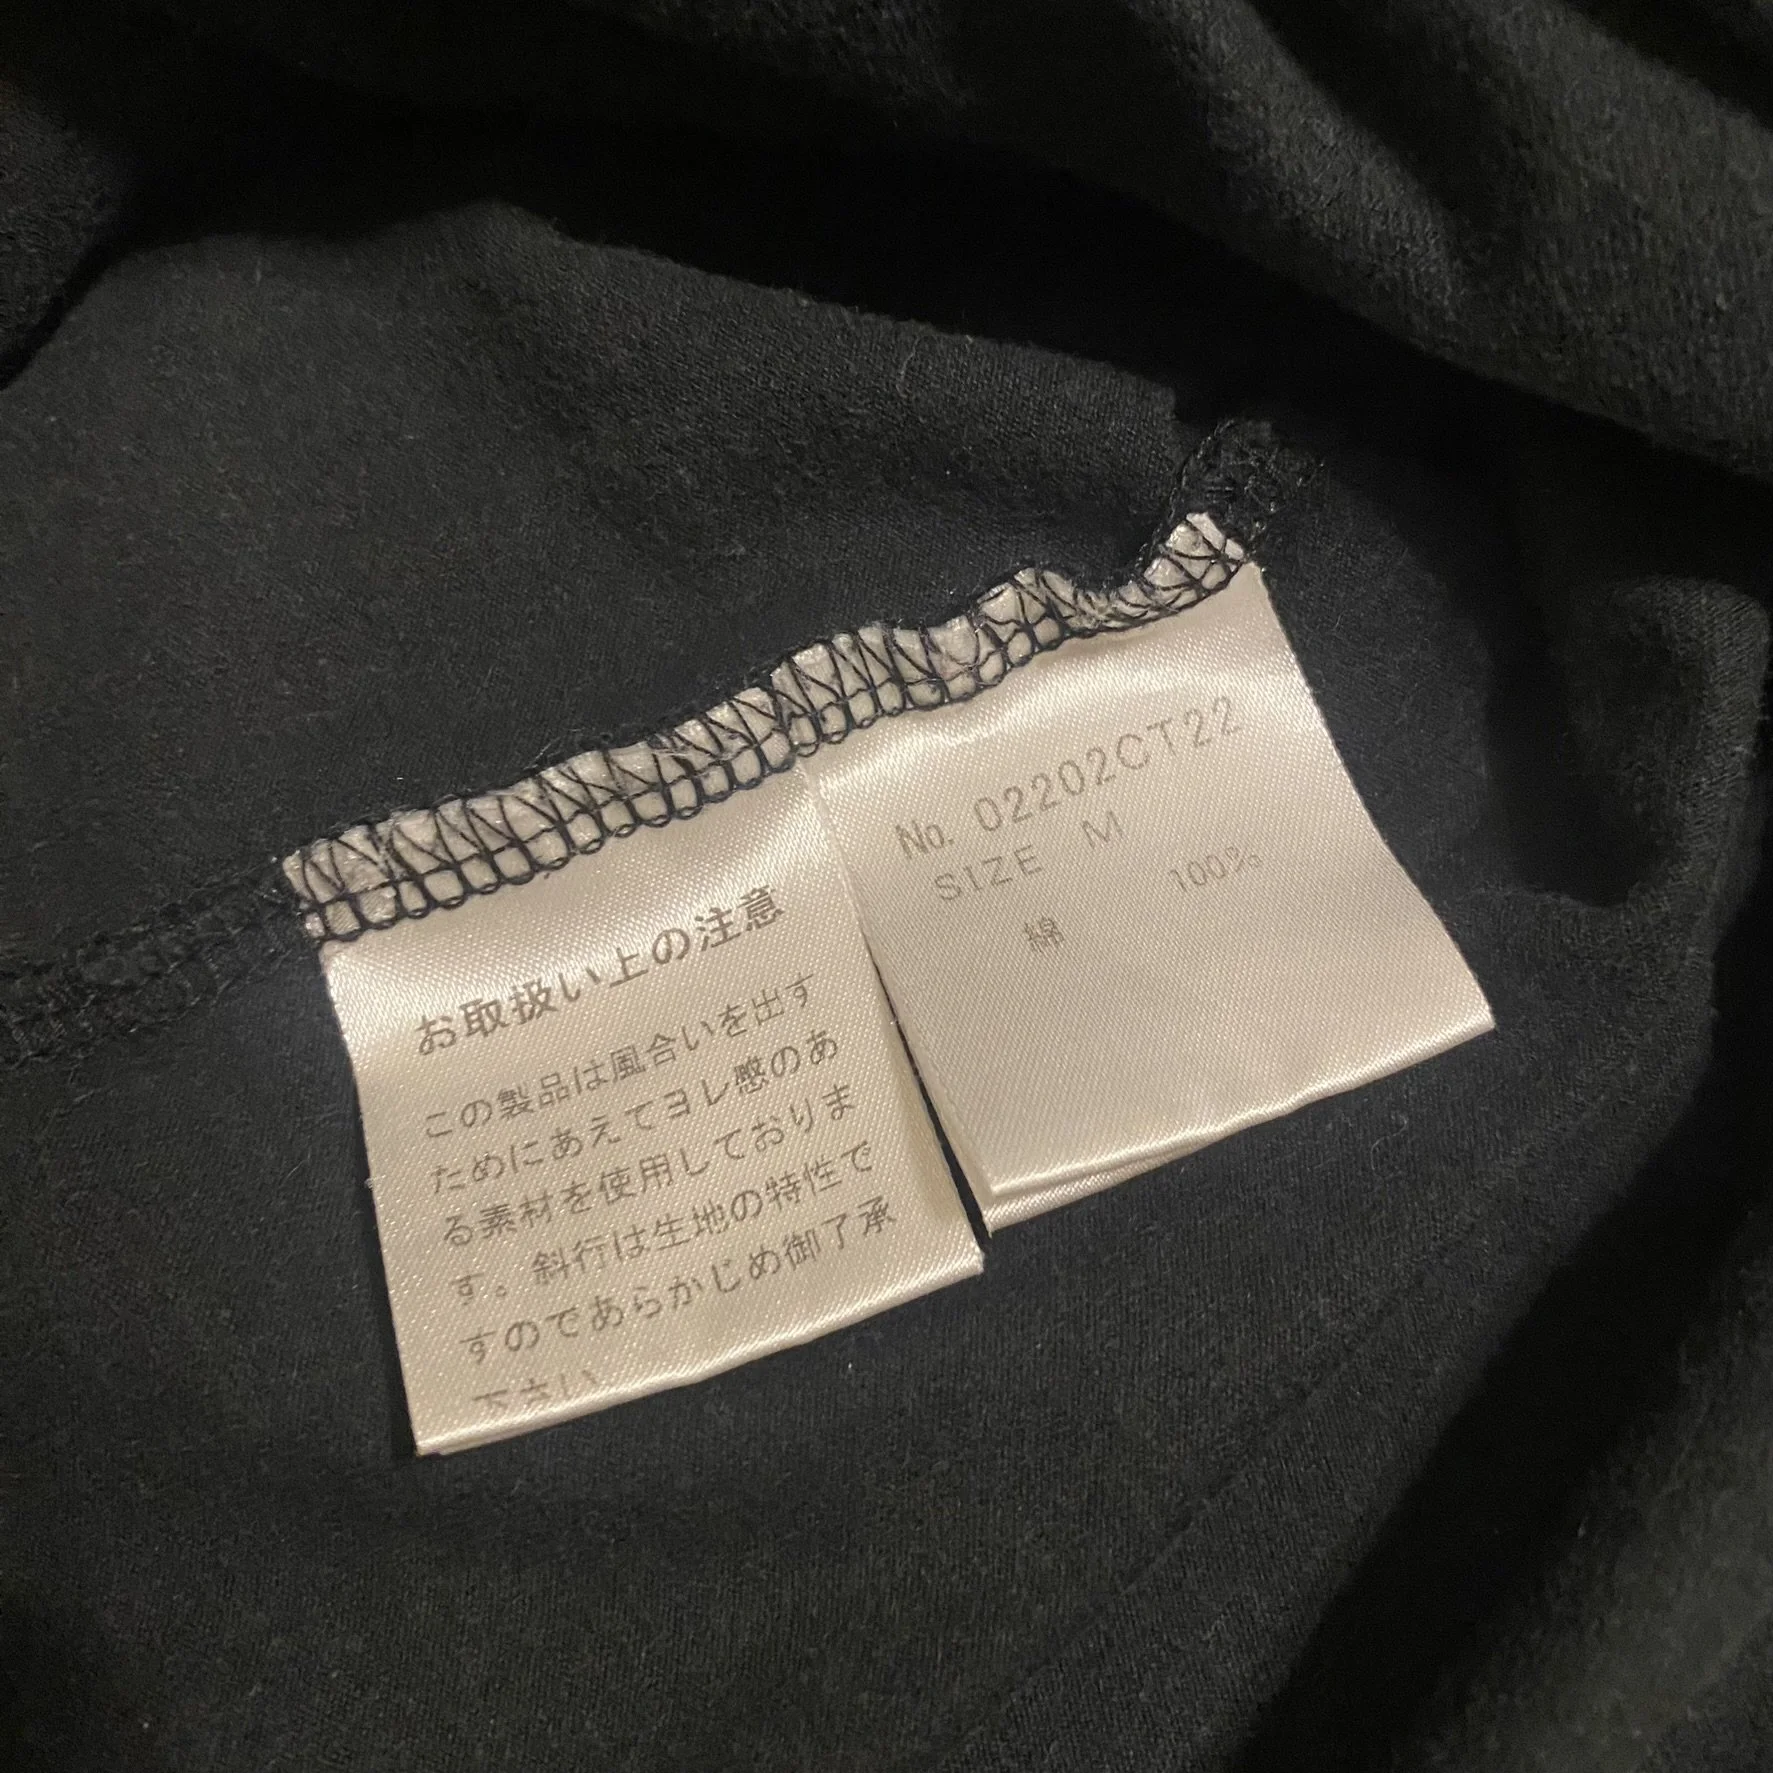 お取扱い上の注意
この製品は風合いを出す
ためにあえてヨレ感のあ
る素材を使用しておりま
す。斜行は生地の特性で
すのであらかじめ御了承
下さい
No. 02202CT22
SIZE M
綿 100%